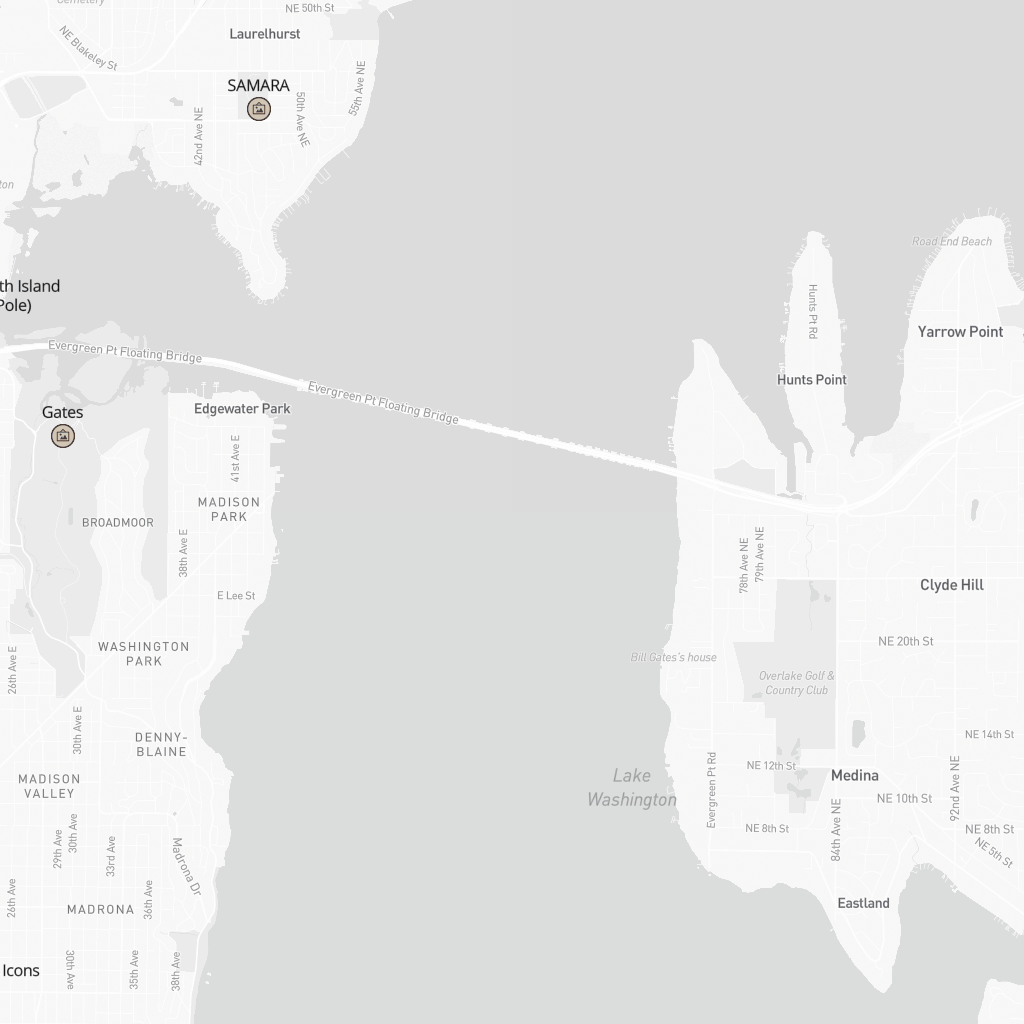 Cemetery
NE 50th St
Laurelhurst
NE Blakeley St
SAMARA
42nd Ave NE
50th Ave NE
55th Ave NE
th Island
Pole)
Road End Beach
Hunts Pt Rd
Yarrow Point
Evergreen Pt Floating Bridge
Evergreen Pt Floating Bridge
Hunts Point
Gates
Edgewater Park
41st Ave E
MADISON
PARK
BROADMOOR
38th Ave E
78th Ave NE
79th Ave NE
Clyde Hill
E Lee St
NE 20th St
WASHINGTON
PARK
26th Ave E
Bill Gates's house
Overlake Golf &
Country Club
30th Ave E
DENNY-
BLAINE
NE 14th St
MADISON
VALLEY
Lake
Washington
Evergreen Pt Rd
NE 12th St
Medina
92nd Ave NE
NE 10th St
84th Ave NE
NE 8th St
NE 8th St
NE 5th St
29th Ave
30th Ave
33rd Ave
Madrona Dr
26th Ave
36th Ave
MADRONA
Eastland
Icons
30th Ave
35th Ave
38th Ave